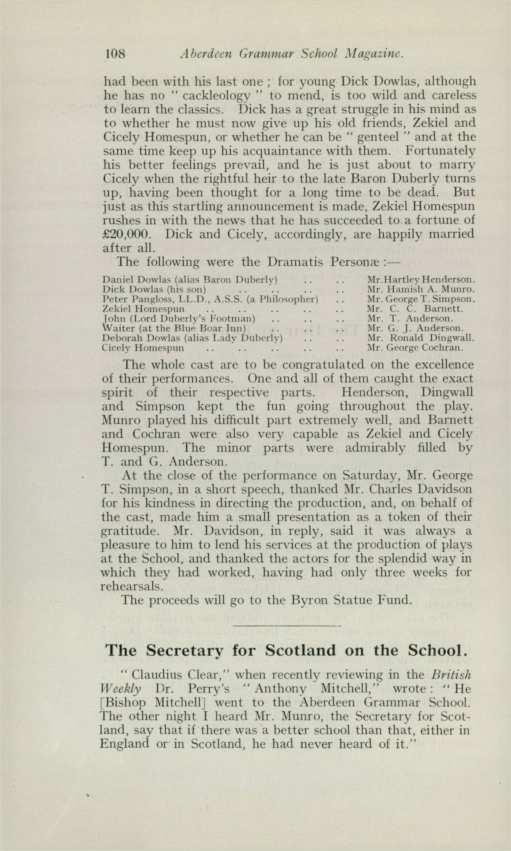 108 Aberdeen Grammar School Magazine.
had been with his last one ; for young Dick Dowlas, although
he has no " cackleology " to mend, is too wild and careless
to learn the classics. Dick has a great struggle in his mind as
to whether he must now give up his old friends, Zekiel and
Cicely Homespun, or whether he can be " genteel " and at the
same time keep up his acquaintance with them. Fortunately
his better feelings prevail, and he is just about to marry
Cicely when the rightful heir to the late Baron Duberly turns
up, having been thought for a long time to be dead. But
just as this startling announcement is made, Zekiel Homespun
rushes in with the news that he has succeeded to a fortune of
£20,000. Dick and Cicely, accordingly, are happily married
after all.
The following were the Dramatis Personæ :—
Daniel Dowlas (alias Baron Duberly) .. .. Mr. Hartley Henderson.
Dick Dowlas (his son) .. .. .. .. Mr. Hamish A. Munro.
Peter Pangloss, LL.D., A.S.S. (a Philosopher) .. Mr. George T. Simpson.
Zekiel Homespun .. .. .. .. .. Mr. C. C. Barnett.
John (Lord Duberly's Footman) .. .. .. Mr. T. Anderson.
Waiter (at the Blue Boar Inn) .. .. .. Mr. G. J. Anderson.
Deborah Dowlas (alias Lady Duberly) .. .. Mr. Ronald Dingwall.
Cicely Homespun .. .. .. .. .. Mr. George Cochran.
The whole cast are to be congratulated on the excellence
of their performances. One and all of them caught the exact
spirit of their respective parts. Henderson, Dingwall
and Simpson kept the fun going throughout the play.
Munro played his difficult part extremely well, and Barnett
and Cochran were also very capable as Zekiel and Cicely
Homespun. The minor parts were admirably filled by
T. and G. Anderson.
At the close of the performance on Saturday, Mr. George
T. Simpson, in a short speech, thanked Mr. Charles Davidson
for his kindness in directing the production, and, on behalf of
the cast, made him a small presentation as a token of their
gratitude. Mr. Davidson, in reply, said it was always a
pleasure to him to lend his services at the production of plays
at the School, and thanked the actors for the splendid way in
which they had worked, having had only three weeks for
rehearsals.
The proceeds will go to the Byron Statue Fund.
The Secretary for Scotland on the School.
" Claudius Clear," when recently reviewing in the British
Weekly Dr. Perry's " Anthony Mitchell," wrote : " He
[Bishop Mitchell] went to the Aberdeen Grammar School.
The other night I heard Mr. Munro, the Secretary for Scot-
land, say that if there was a better school than that, either in
England or in Scotland, he had never heard of it."